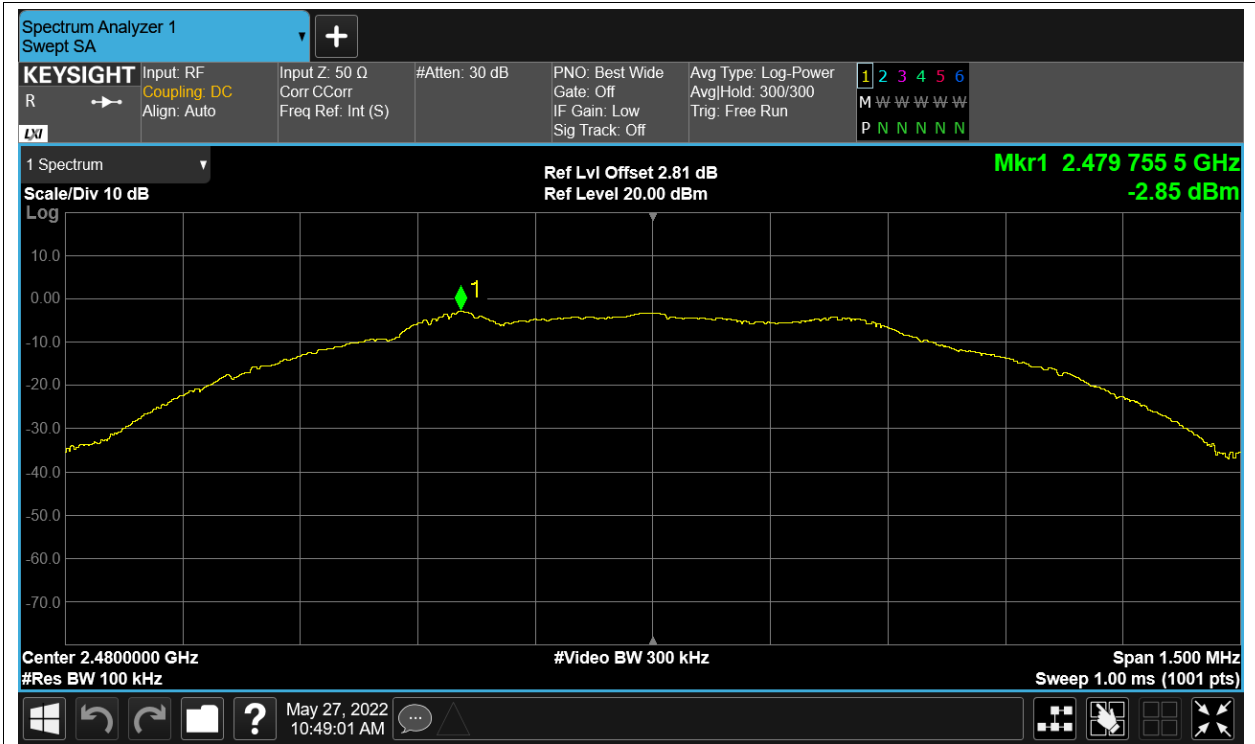 Spectrum Analyzer 1
Swept SA
+
KEYSIGHT
R
LXI
Input: RF
Coupling: DC
Align: Auto
Input Z: 50 Ω
Corr CCorr
Freq Ref: Int (S)
#Atten: 30 dB
PNO: Best Wide
Gate: Off
IF Gain: Low
Sig Track: Off
Avg Type: Log-Power
Avg|Hold: 300/300
Trig: Free Run
1 2 3 4 5 6
M W W W W W W
P N N N N N
1 Spectrum
Scale/Div 10 dB
Log
Ref Lvl Offset 2.81 dB
Ref Level 20.00 dBm
Mkr1 2.479 755 5 GHz
-2.85 dBm
1
10.0
0.00
-10.0
-20.0
-30.0
-40.0
-50.0
-60.0
-70.0
Center 2.4800000 GHz
#Res BW 100 kHz
#Video BW 300 kHz
Span 1.500 MHz
Sweep 1.00 ms (1001 pts)
?
May 27, 2022
10:49:01 AM